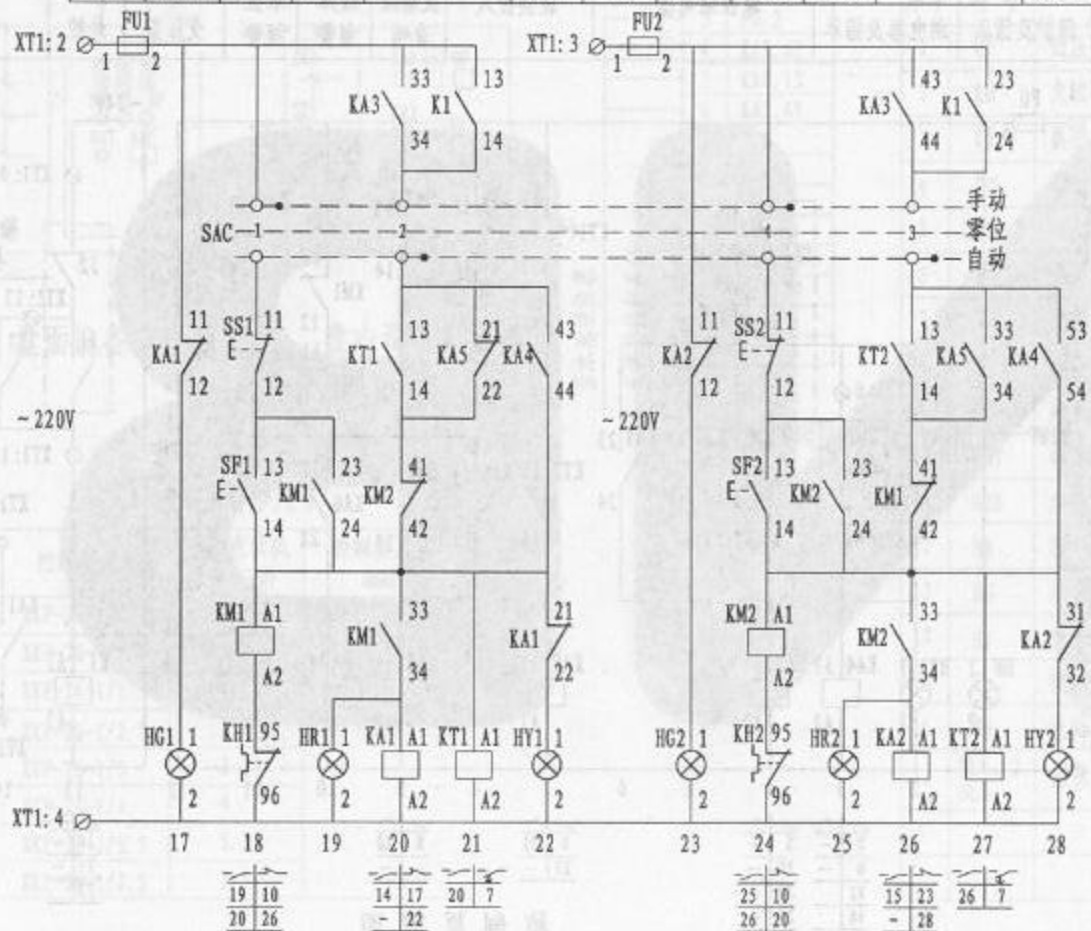 FU1 FU2
XT1:2 1 2 XT1:3 1 2
33 13 43 23
KA3 K1 KA3 K1
34 14 44 24
手动
SAC 1 2 4 3 零位
自动
11 SS1 11 13 21 43 11 SS2 11 13 33 53
KA1 E KT1 KA5 KA4 KA2 E KT2 KA5 KA4
12 12 14 22 44 12 12 14 34 54
~220V ~220V
SF1 13 23 41 SF2 13 23 41
E KM1 KM2 E KM2 KM1
14 24 42 14 24 42
KM1 A1 33 21 KM2 A1 33 31
KM1 KA1 KM2 KA2
A2 34 22 A2 34 32
HG1 1 KH1 95 HR1 1 KA1 A1 KT1 A1 HY1 1 HG2 1 KH2 95 HR2 1 KA2 A1 KT2 A1 HY2 1
2 96 2 A2 A2 2 2 96 2 A2 A2 2
XT1:4
17 18 19 20 21 22 23 24 25 26 27 28
19 10 14 17 20 7 25 10 15 23 26 7
20 26 - 22 26 20 - 28